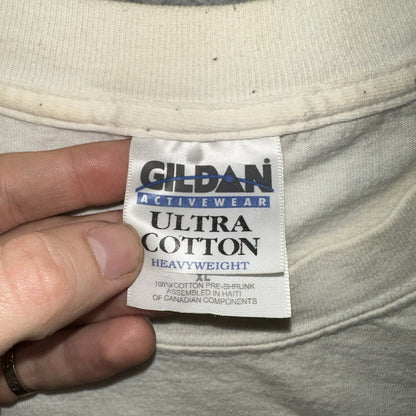 GILDAN
ACTIVEWEAR
ULTRA
COTTON
HEAVYWEIGHT
XL
100% COTTON PRE-SHRUNK
ASSEMBLED IN HAITI
OF CANADIAN COMPONENTS